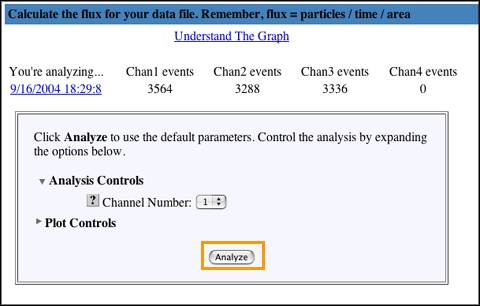 Calculate the flux for your data file. Remember, flux = particles / time / area
Understand The Graph
You're analyzing... Chan1 events Chan2 events Chan3 events Chan4 events
9/16/2004 18:29:8 3564 3288 3336 0
Click Analyze to use the default parameters. Control the analysis by expanding
the options below.
Analysis Controls
? Channel Number: 1
Plot Controls
Analyze